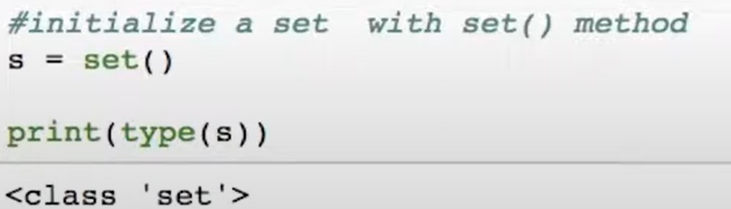 #initialize a set  with set() method
s = set()
print(type(s))
<class 'set'>